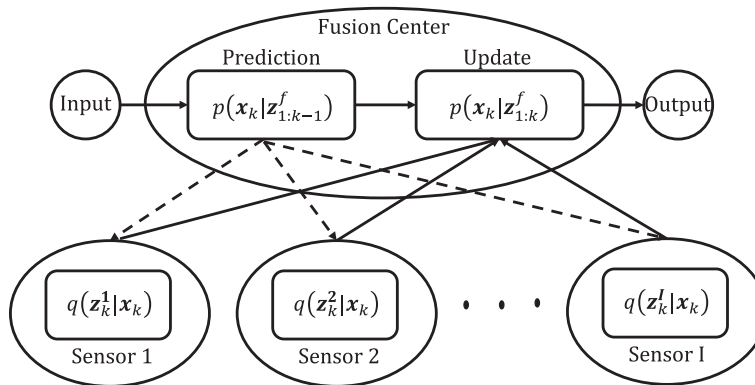 Fusion Center
Prediction Update
Input p(x_k|z^f_{1:k−1}) p(x_k|z^f_{1:k}) Output
q(z^1_k|x_k) q(z^2_k|x_k) • • • q(z^I_k|x_k)
Sensor 1 Sensor 2 Sensor I